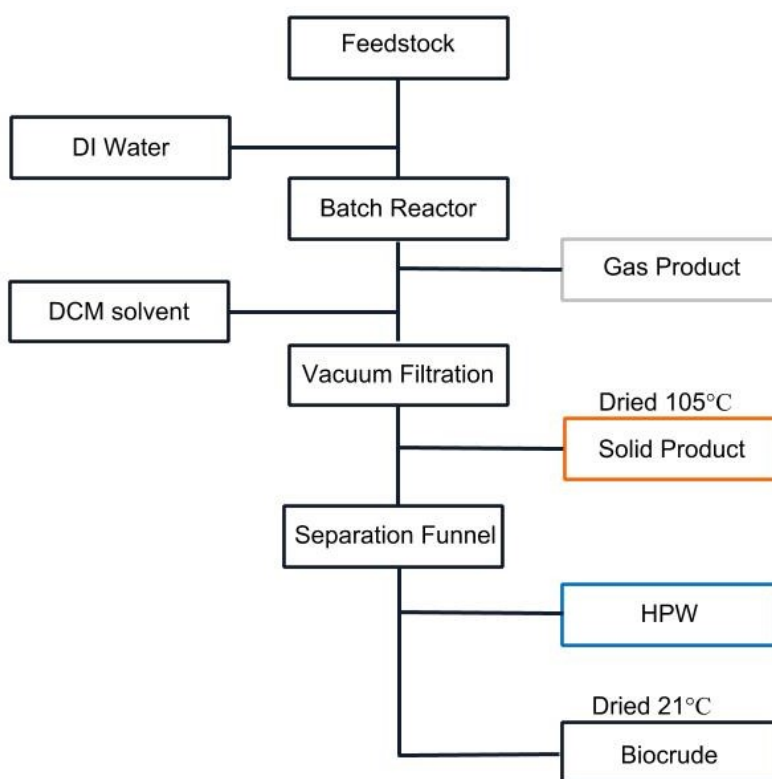 Feedstock
DI Water
Batch Reactor
Gas Product
DCM solvent
Vacuum Filtration
Dried 105°C
Solid Product
Separation Funnel
HPW
Dried 21°C
Biocrude